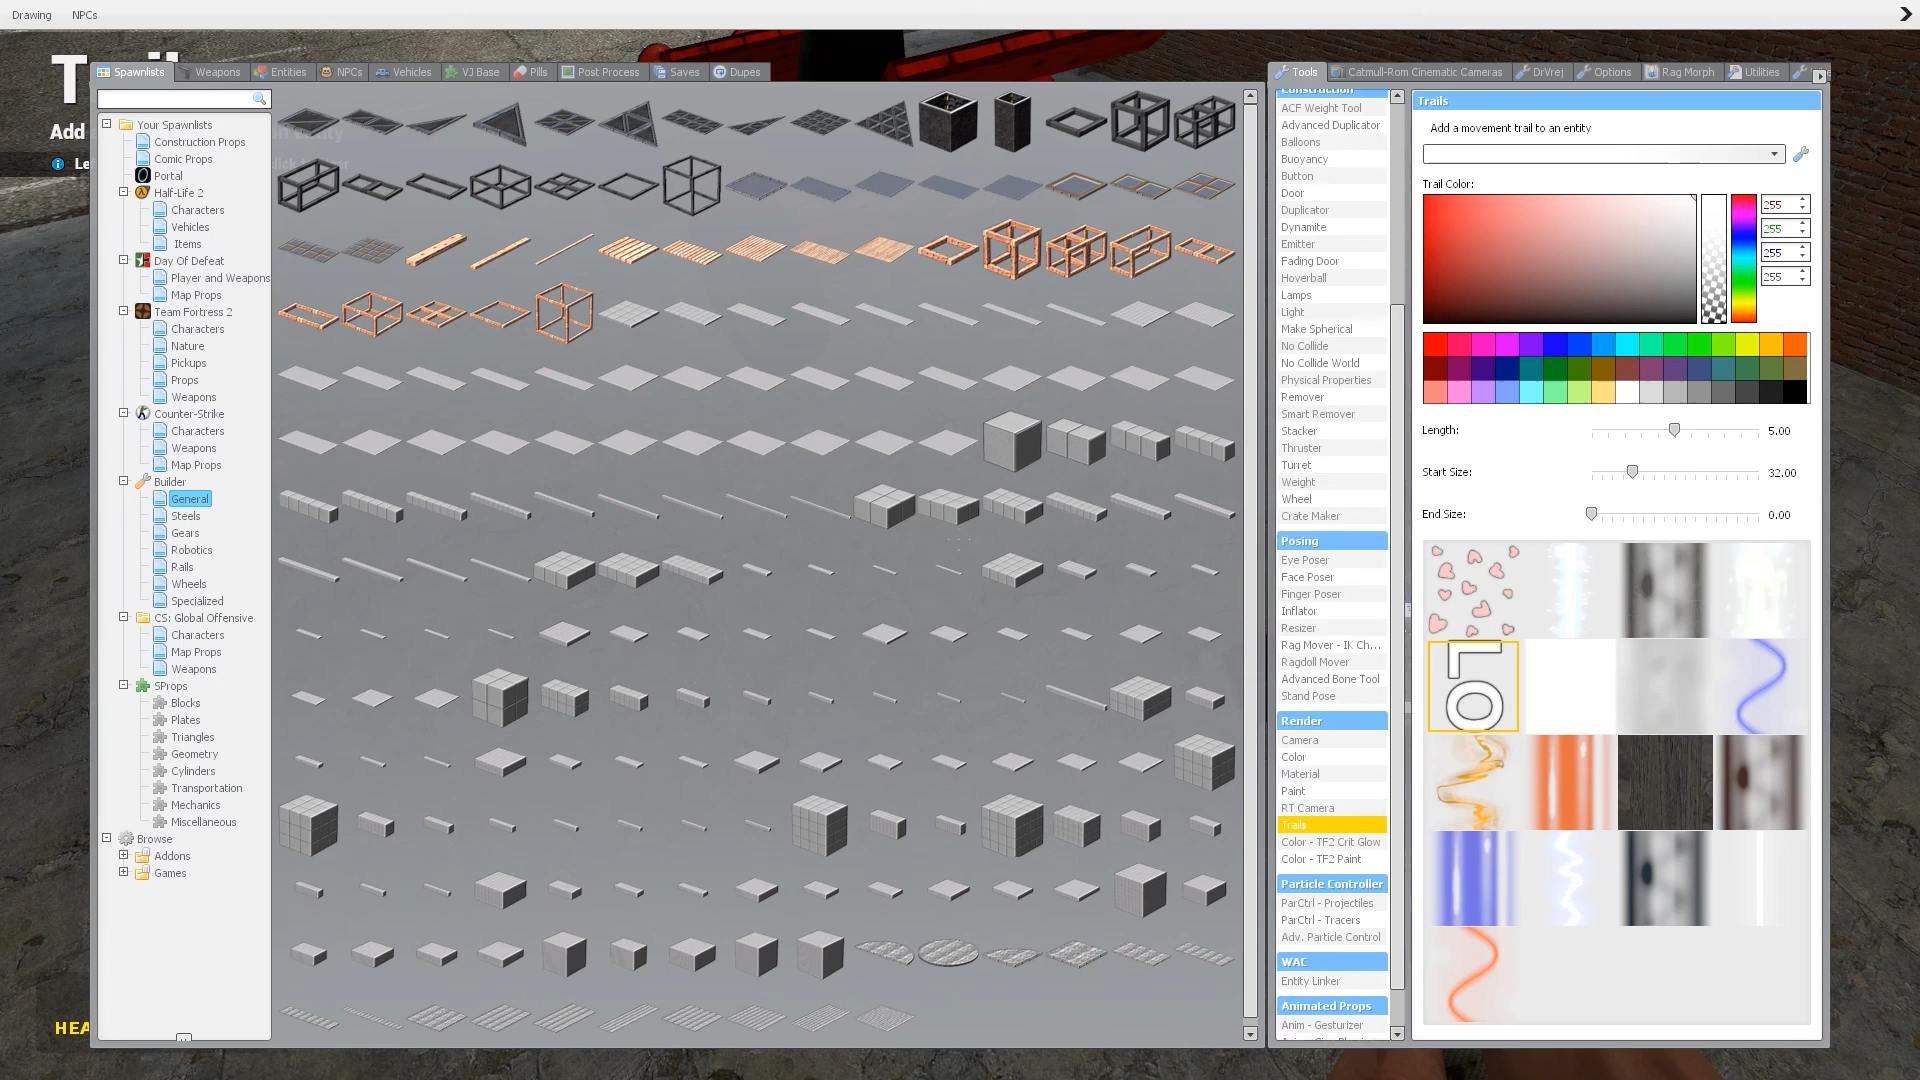 Drawing NPCs
Add
Le
HEA
Spawnlists Weapons Entities NPCs Vehicles VJ Base Pills Post Process Saves Dupes
Your Spawnlists
Construction Props
Comic Props
Portal
Half-Life 2
Characters
Vehicles
Items
Day Of Defeat
Player and Weapons
Map Props
Team Fortress 2
Characters
Nature
Pickups
Props
Weapons
Counter-Strike
Characters
Weapons
Map Props
Builder
General
Steels
Gears
Robotics
Rails
Wheels
Specialized
CS: Global Offensive
Characters
Map Props
Weapons
SProps
Blocks
Plates
Triangles
Geometry
Cylinders
Transportation
Mechanics
Miscellaneous
Browse
Addons
Games
Tools Catmull-Rom Cinematic Cameras DrVrej Options Rag Morph Utilities
Construction
ACF Weight Tool
Advanced Duplicator
Balloons
Buoyancy
Button
Door
Duplicator
Dynamite
Emitter
Fading Door
Hoverball
Lamps
Light
Make Spherical
No Collide
No Collide World
Physical Properties
Remover
Smart Remover
Stacker
Thruster
Turret
Weight
Wheel
Crate Maker
Posing
Eye Poser
Face Poser
Finger Poser
Inflator
Resizer
Rag Mover - IK Ch...
Ragdoll Mover
Advanced Bone Tool
Stand Pose
Render
Camera
Color
Material
Paint
RT Camera
Trails
Color - TF2 Crit Glow
Color - TF2 Paint
Particle Controller
ParCtrl - Projectiles
ParCtrl - Tracers
Adv. Particle Control
WAC
Entity Linker
Animated Props
Anim - Gesturizer
Trails
Add a movement trail to an entity
Trail Color:
255
255
255
255
Length: 5.00
Start Size: 32.00
End Size: 0.00
LO